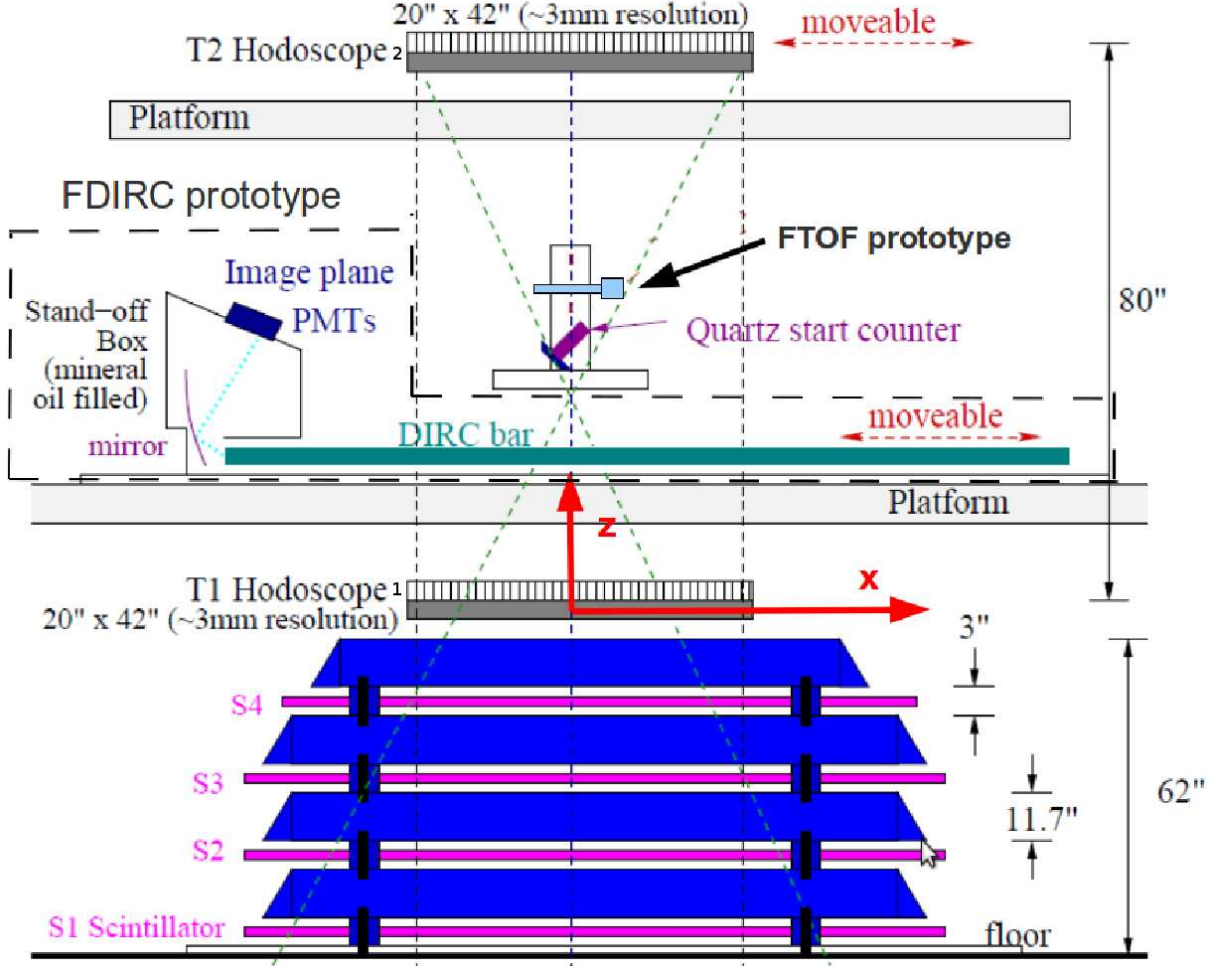 20" x 42" (~3mm resolution)
T2 Hodoscope 2
moveable
Platform
FDIRC prototype
FTOF prototype
Image plane
PMTs
Stand−off
Box
(mineral
oil filled)
80"
Quartz start counter
mirror
DIRC bar
moveable
Platform
z
T1 Hodoscope 1
20" x 42" (~3mm resolution)
x
3"
S4
S3
62"
11.7"
S2
S1 Scintillator
floor